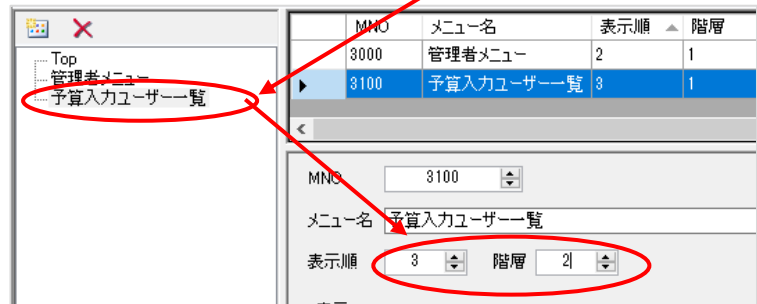 Top
管理者メニュー
予算入力ユーザー一覧
MNO メニュー名 表示順 階層
3000 管理者メニュー 2 1
3100 予算入力ユーザー一覧 3 1
MNO 3100
メニュー名 予算入力ユーザー一覧
表示順 3 階層 2